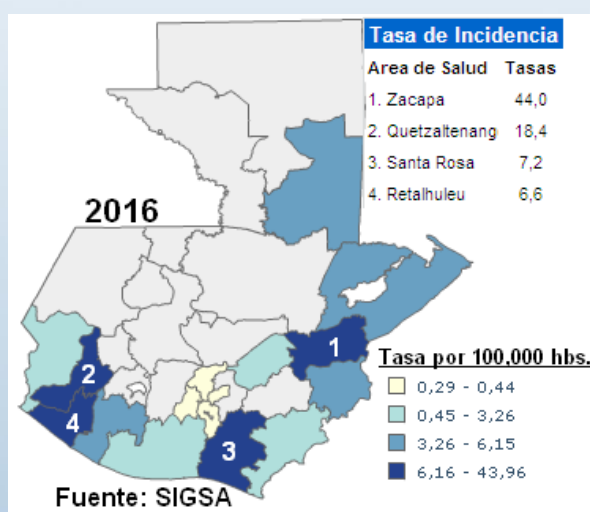 Tasa de Incidencia
Area de Salud Tasas
1. Zacapa 44,0
2. Quetzaltenang 18,4
3. Santa Rosa 7,2
4. Retalhuleu 6,6
2016
1
2
4
3
Tasa por 100,000 hbs.
0,29 - 0,44
0,45 - 3,26
3,26 - 6,15
6,16 - 43,96
Fuente: SIGSA